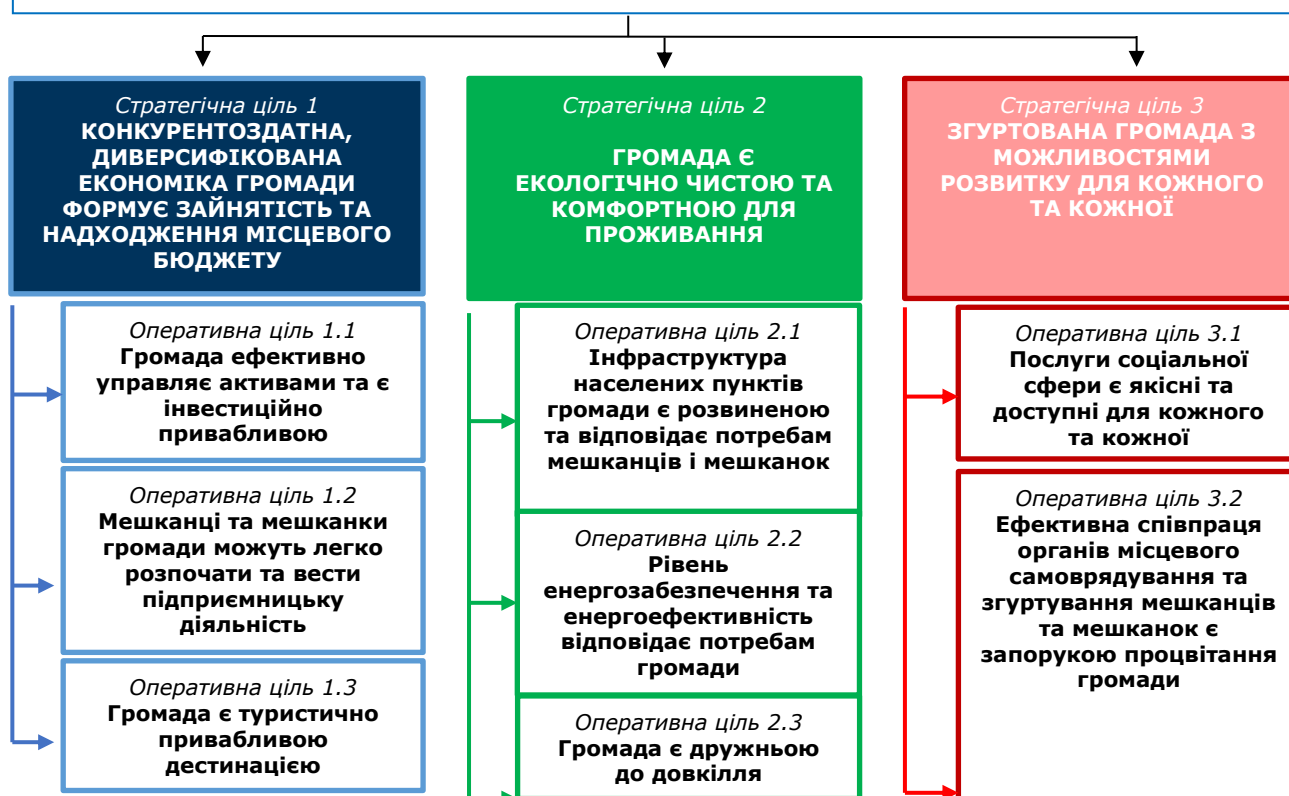 Стратегічна ціль 1
КОНКУРЕНТОЗДАТНА,
ДИВЕРСИФІКОВАНА
ЕКОНОМІКА ГРОМАДИ
ФОРМУЄ ЗАЙНЯТІСТЬ ТА
НАДХОДЖЕННЯ МІСЦЕВОГО
БЮДЖЕТУ
Оперативна ціль 1.1
Громада ефективно
управляє активами та є
інвестиційно
привабливою
Оперативна ціль 1.2
Мешканці та мешканки
громади можуть легко
розпочати та вести
підприємницьку
діяльність
Оперативна ціль 1.3
Громада є туристично
привабливою
дестинацією
Стратегічна ціль 2
ГРОМАДА Є
ЕКОЛОГІЧНО ЧИСТОЮ ТА
КОМФОРТНОЮ ДЛЯ
ПРОЖИВАННЯ
Оперативна ціль 2.1
Інфраструктура
населених пунктів
громади є розвиненою
та відповідає потребам
мешканців і мешканок
Оперативна ціль 2.2
Рівень
енергозабезпечення та
енергоефективність
відповідає потребам
громади
Оперативна ціль 2.3
Громада є дружньою
до довкілля
Стратегічна ціль 3
ЗГУРТОВАНА ГРОМАДА З
МОЖЛИВОСТЯМИ
РОЗВИТКУ ДЛЯ КОЖНОГО
ТА КОЖНОЇ
Оперативна ціль 3.1
Послуги соціальної
сфери є якісні та
доступні для кожного
та кожної
Оперативна ціль 3.2
Ефективна співпраця
органів місцевого
самоврядування та
згуртування мешканців
та мешканок є
запорукою процвітання
громади